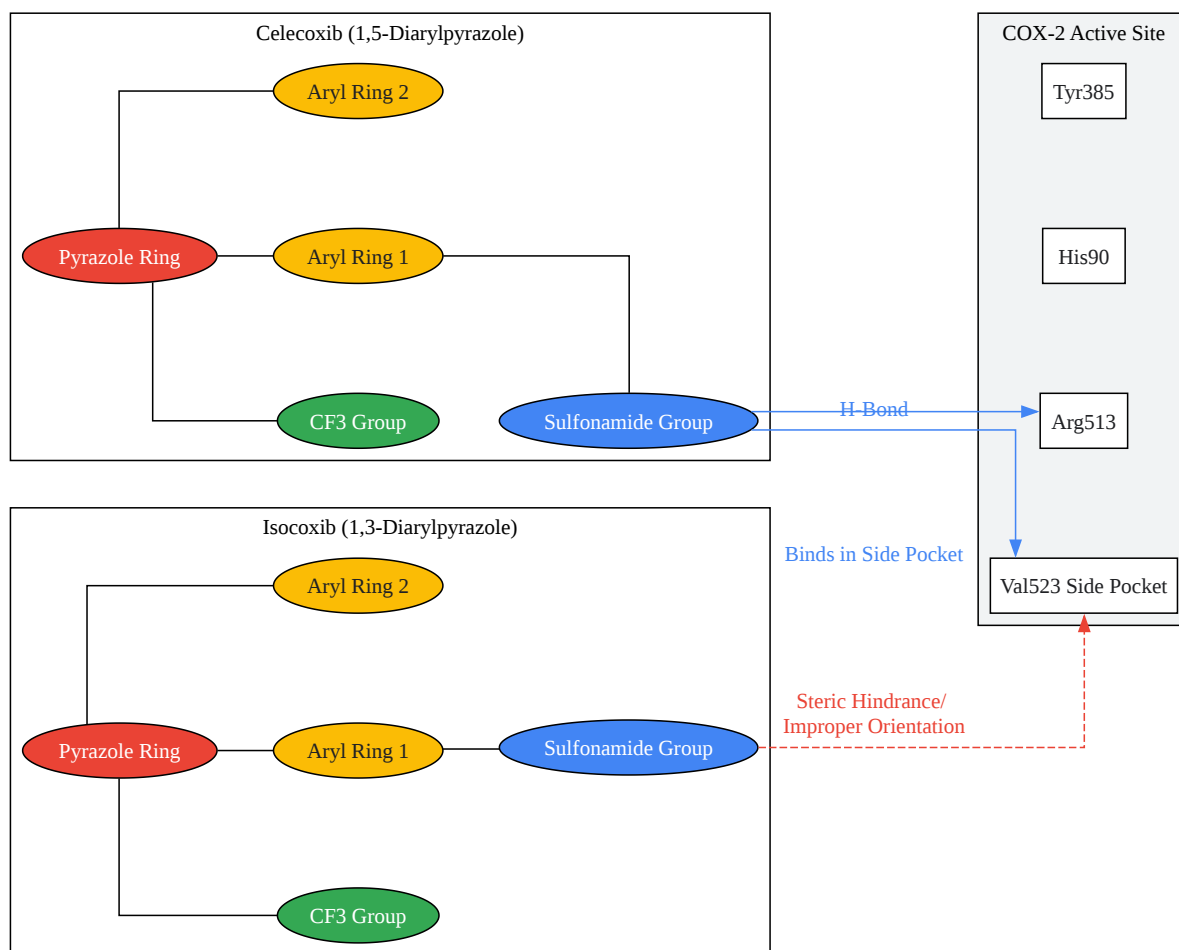 Celecoxib (1,5-Diarylpyrazole)
Aryl Ring 2
Pyrazole Ring
Aryl Ring 1
CF3 Group
Sulfonamide Group
H-Bond
Binds in Side Pocket
COX-2 Active Site
Tyr385
His90
Arg513
Val523 Side Pocket
Isocoxib (1,3-Diarylpyrazole)
Aryl Ring 2
Pyrazole Ring
Aryl Ring 1
Sulfonamide Group
CF3 Group
Steric Hindrance/
Improper Orientation